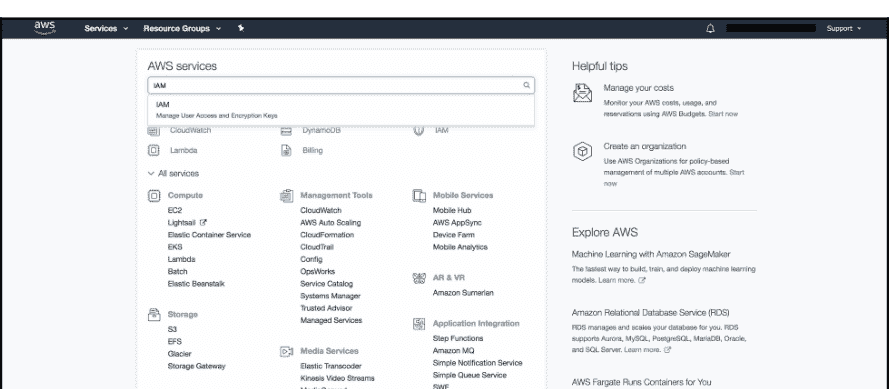 aws
Services
Resource Groups
Support
AWS services
IAM
IAM
Manage User Access and Encryption Keys
CloudWatch
DynamoDB
IAM
Lambda
Billing
All services
Compute
EC2
Lightsail
Elastic Container Service
EKS
Lambda
Batch
Elastic Beanstalk
Storage
S3
EFS
Glacier
Storage Gateway
Management Tools
CloudWatch
AWS Auto Scaling
CloudFormation
CloudTrail
Config
OpsWorks
Service Catalog
Systems Manager
Trusted Advisor
Managed Services
Media Services
Elastic Transcoder
Kinesis Video Streams
Mobile Services
Mobile Hub
AWS AppSync
Device Farm
Mobile Analytics
AR & VR
Amazon Sumerian
Application Integration
Step Functions
Amazon MQ
Simple Notification Service
Simple Queue Service
SWF
Helpful tips
Manage your costs
Monitor your AWS costs, usage, and
reservations using AWS Budgets. Start now
Create an organization
Use AWS Organizations for policy-based
management of multiple AWS accounts. Start
now
Explore AWS
Machine Learning with Amazon SageMaker
The fastest way to build, train, and deploy machine learning
models. Learn more.
Amazon Relational Database Service (RDS)
RDS manages and scales your database for you. RDS
supports Aurora, MySQL, PostgreSQL, MariaDB, Oracle,
and SQL Server. Learn more.
AWS Fargate Runs Containers for You